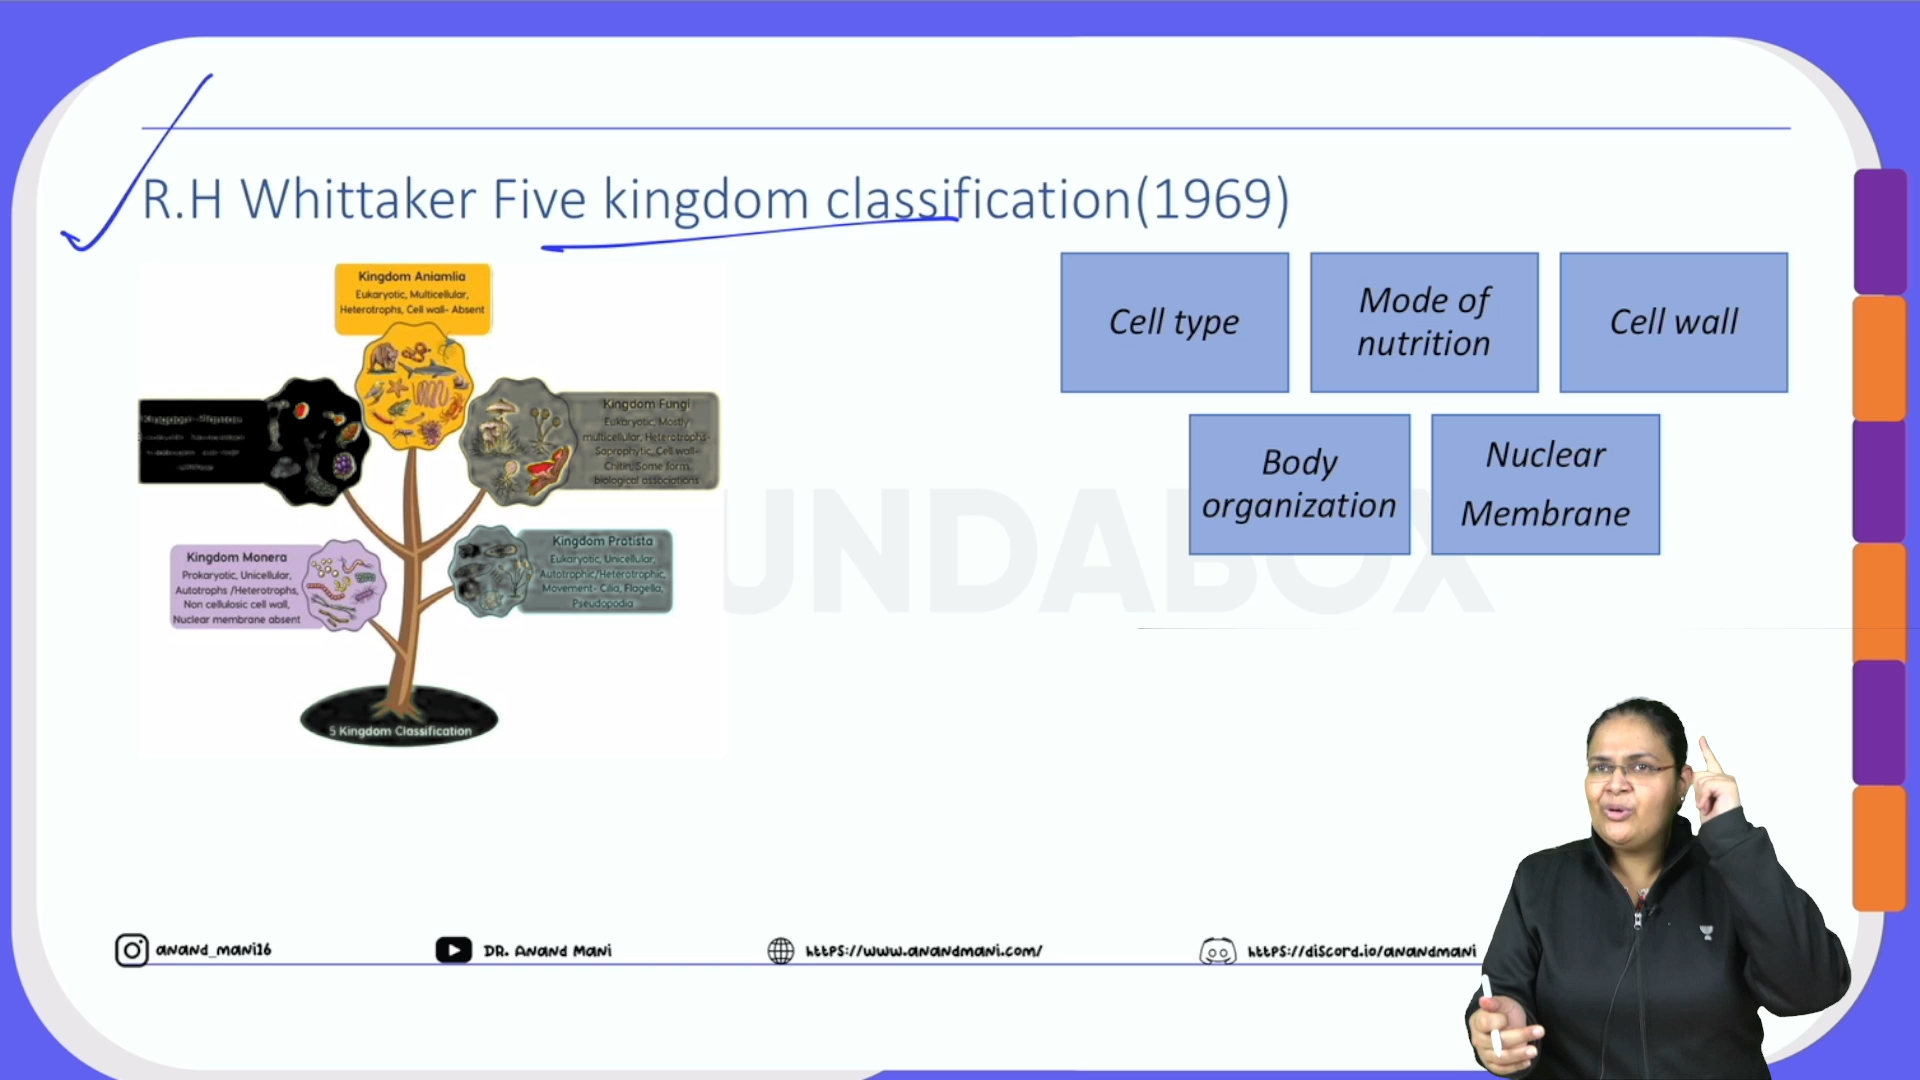 R.H Whittaker Five kingdom classification(1969)
Kingdom Aniamlia
Eukaryotic, Multicellular,
Heterotrophs, Cell wall- Absent
Kingdom Fungi
Eukaryotic, Mostly
multicellular, Heterotrophs-
Saprophytic, Cell wall-
Chitin, Some form
biological associations
Kingdom Monera
Prokaryotic, Unicellular,
Autotrophs /Heterotrophs,
Non cellulosic cell wall,
Nuclear membrane absent
Kingdom Protista
Eukaryotic, Unicellular,
Autotrophic/Heterotrophic,
Movement- Cilia, Flagella,
Pseudopodia
5 Kingdom Classification
Cell type
Mode of
nutrition
Cell wall
Body
organization
Nuclear
Membrane
UNDABOX
anand_mani16
DR. Anand Mani
https://www.anandmani.com/
https://discord.io/anandmani